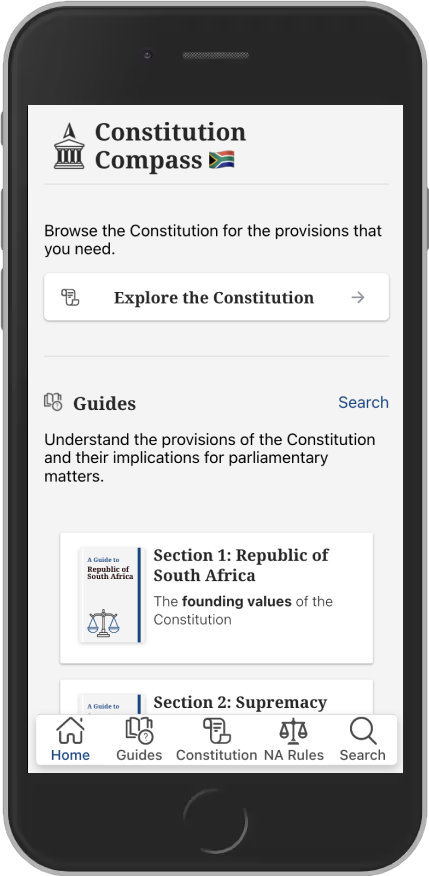 Constitution
Compass
Browse the Constitution for the provisions that
you need.
Explore the Constitution
Guides
Search
Understand the provisions of the Constitution
and their implications for parliamentary
matters.
A Guide to
Republic of
South Africa
Section 1: Republic of
South Africa
The founding values of the
Constitution
A Guide to
Section 2: Supremacy
Home
Guides
Constitution
NA Rules
Search